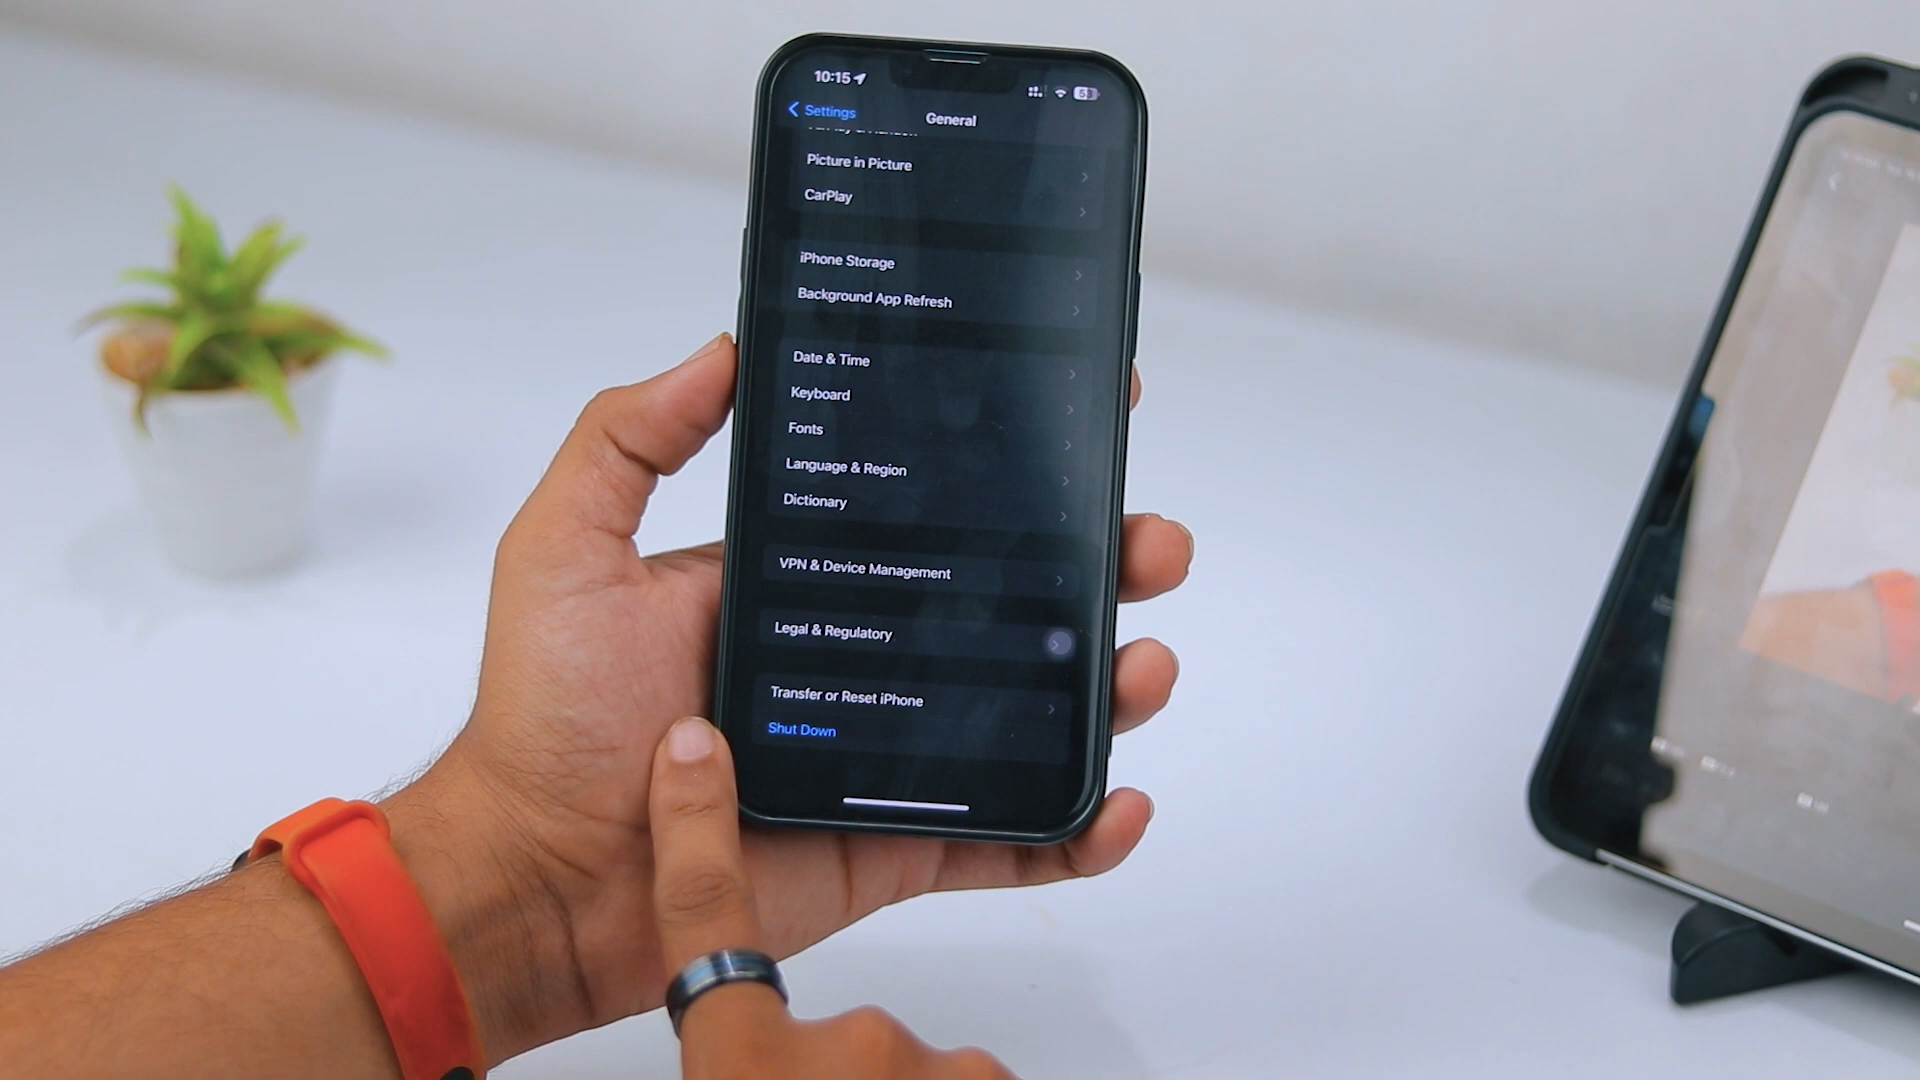 10:15
53
Settings
General
Picture in Picture
CarPlay
iPhone Storage
Background App Refresh
Date & Time
Keyboard
Fonts
Language & Region
Dictionary
VPN & Device Management
Legal & Regulatory
Transfer or Reset iPhone
Shut Down